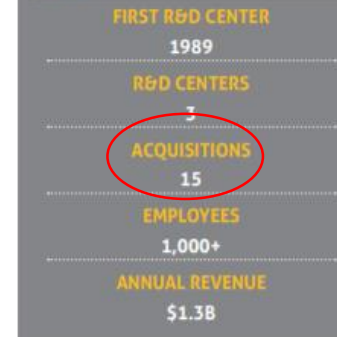 FIRST R&D CENTER
1989
R&D CENTERS
3
ACQUISITIONS
15
EMPLOYEES
1,000+
ANNUAL REVENUE
$1.3B